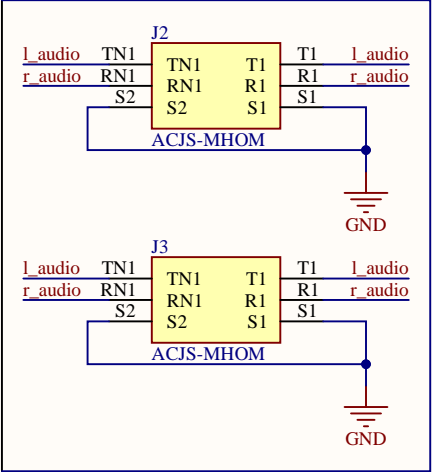 J2
l_audio TN1 TN1 T1 T1 l_audio
r_audio RN1 RN1 R1 R1 r_audio
S2 S2 S1 S1
ACJS-MHOM
GND
J3
l_audio TN1 TN1 T1 T1 l_audio
r_audio RN1 RN1 R1 R1 r_audio
S2 S2 S1 S1
ACJS-MHOM
GND